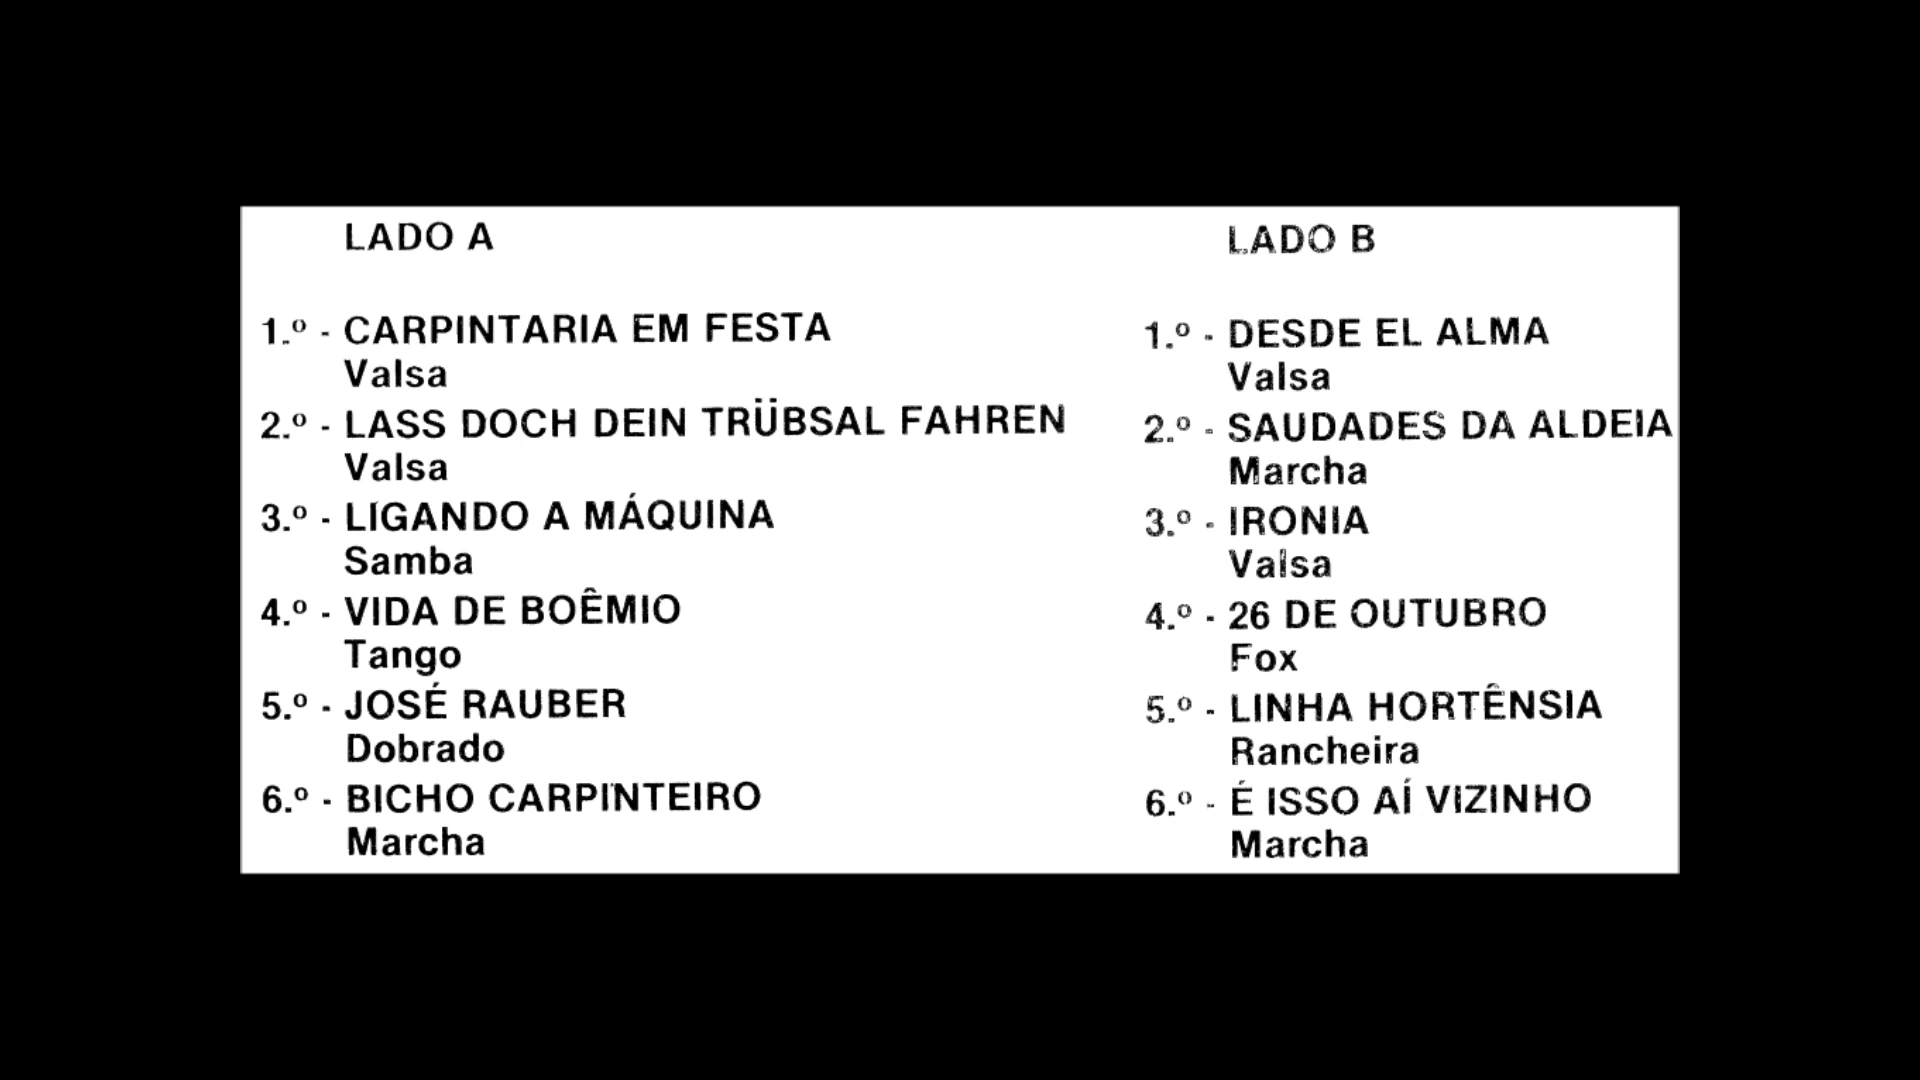 LADO A
1.º - CARPINTARIA EM FESTA
Valsa
2.º - LASS DOCH DEIN TRÜBSAL FAHREN
Valsa
3.º - LIGANDO A MÁQUINA
Samba
4.º - VIDA DE BOÊMIO
Tango
5.º - JOSÉ RAUBER
Dobrado
6.º - BICHO CARPINTEIRO
Marcha
LADO B
1.º - DESDE EL ALMA
Valsa
2.º - SAUDADES DA ALDEIA
Marcha
3.º - IRONIA
Valsa
4.º - 26 DE OUTUBRO
Fox
5.º - LINHA HORTÊNSIA
Rancheira
6.º - É ISSO AÍ VIZINHO
Marcha